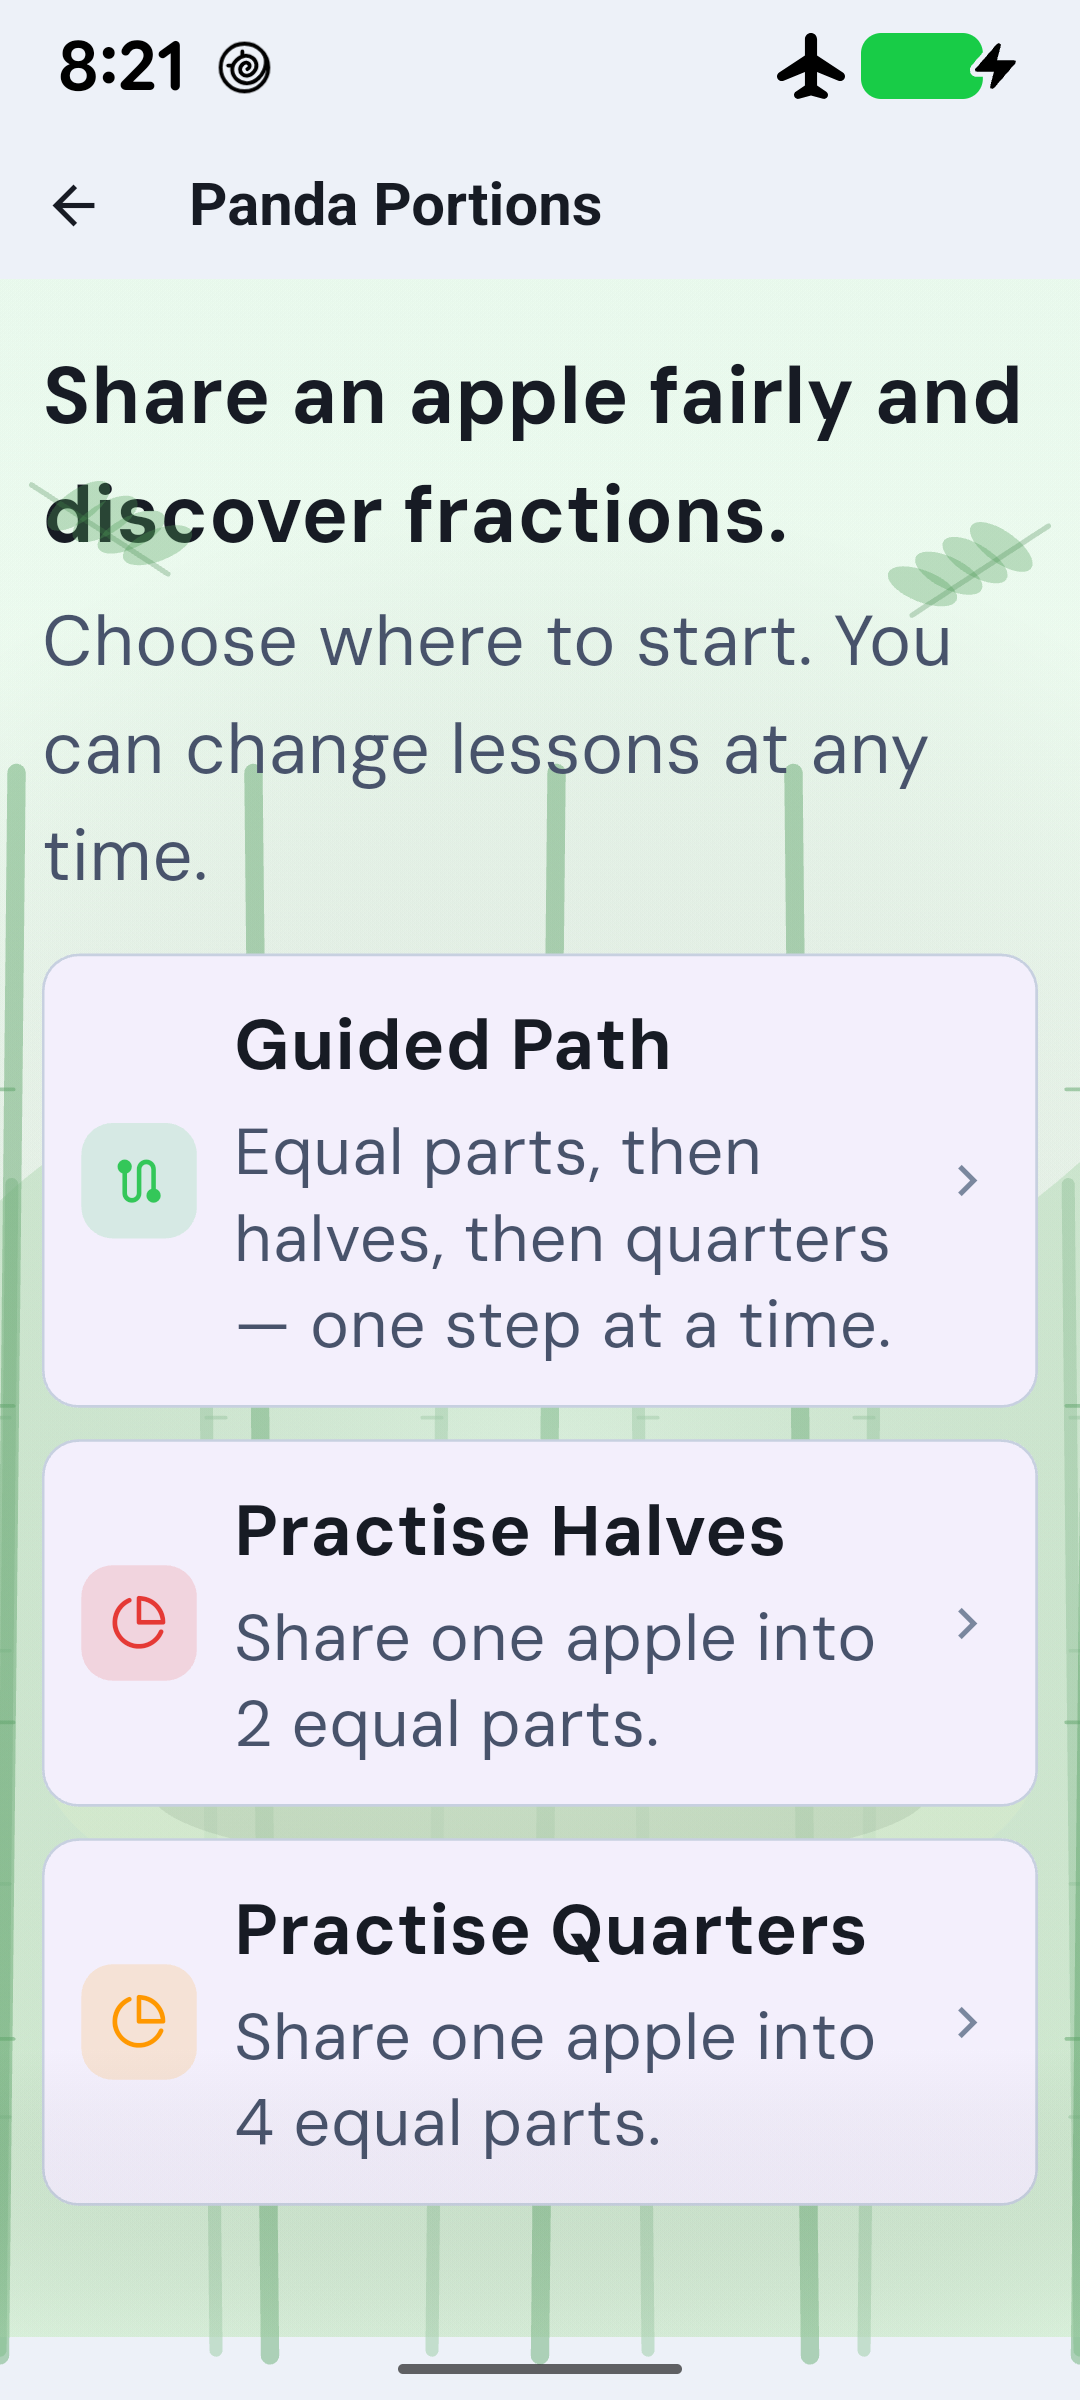 8:21
Panda Portions
Share an apple fairly and
discover fractions.
Choose where to start. You
can change lessons at any
time.
Guided Path
Equal parts, then
halves, then quarters
— one step at a time.
Practise Halves
Share one apple into
2 equal parts.
Practise Quarters
Share one apple into
4 equal parts.